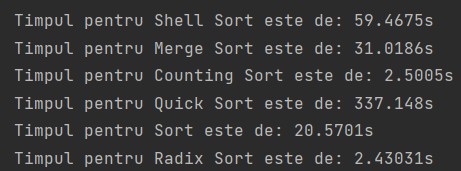 Timpul pentru Shell Sort este de: 59.4675s
Timpul pentru Merge Sort este de: 31.0186s
Timpul pentru Counting Sort este de: 2.5005s
Timpul pentru Quick Sort este de: 337.148s
Timpul pentru Sort este de: 20.5701s
Timpul pentru Radix Sort este de: 2.43031s